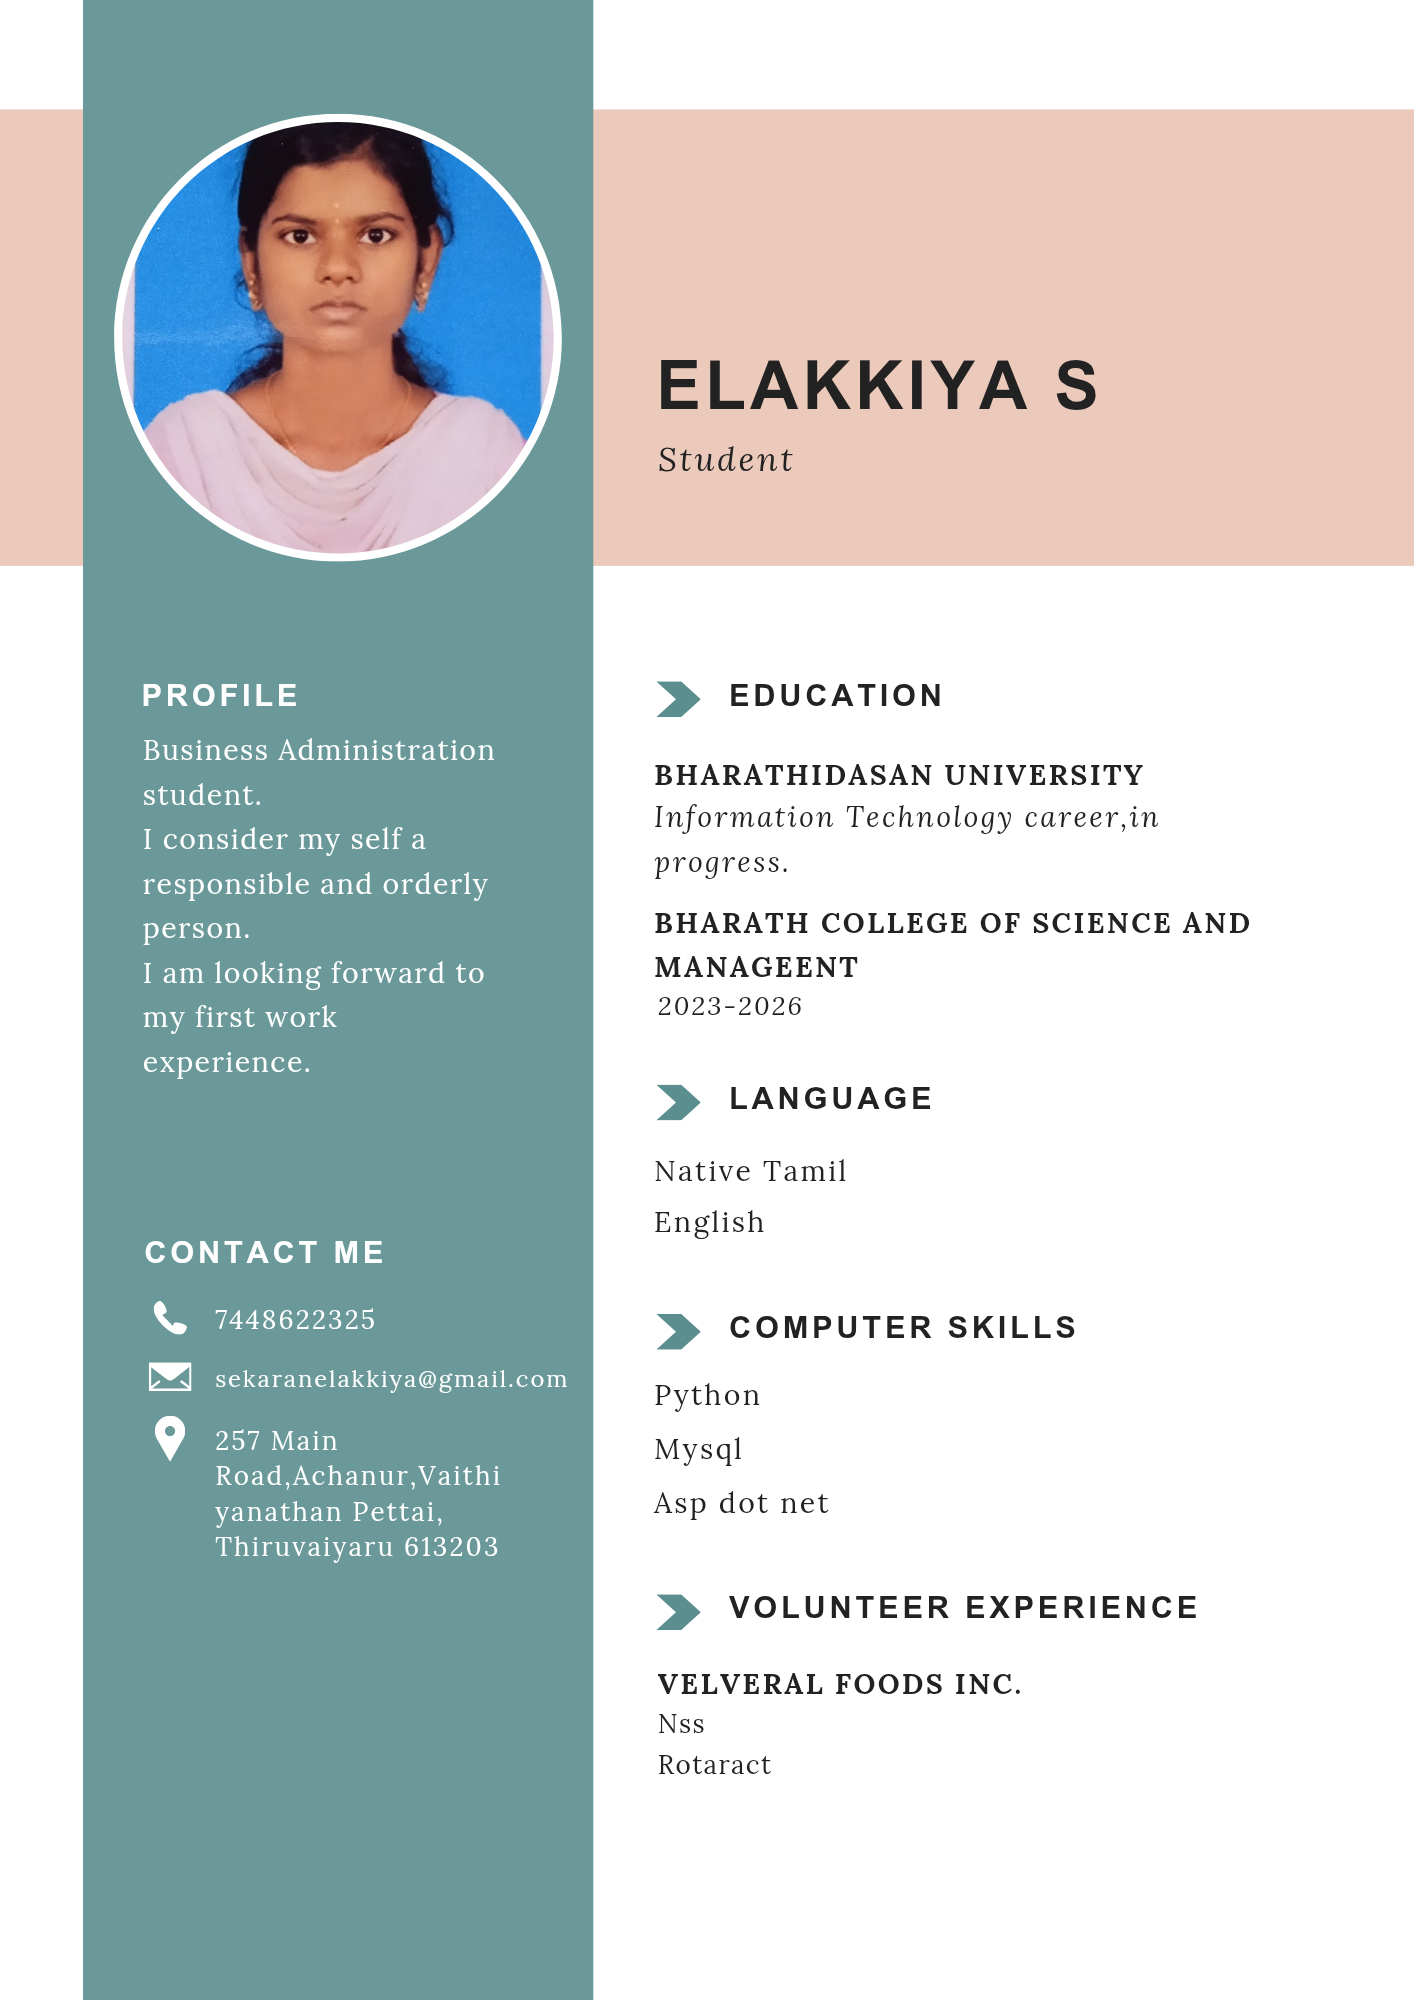 ELAKKIYA S
Student
PROFILE
Business Administration
student.
I consider my self a
responsible and orderly
person.
I am looking forward to
my first work
experience.
CONTACT ME
7448622325
sekaranelakkiya@gmail.com
257 Main
Road,Achanur,Vaithi
yanathan Pettai,
Thiruvaiyaru 613203
EDUCATION
BHARATHIDASAN UNIVERSITY
Information Technology career,in
progress.
BHARATH COLLEGE OF SCIENCE AND
MANAGEENT
2023-2026
LANGUAGE
Native Tamil
English
COMPUTER SKILLS
Python
Mysql
Asp dot net
VOLUNTEER EXPERIENCE
VELVERAL FOODS INC.
Nss
Rotaract